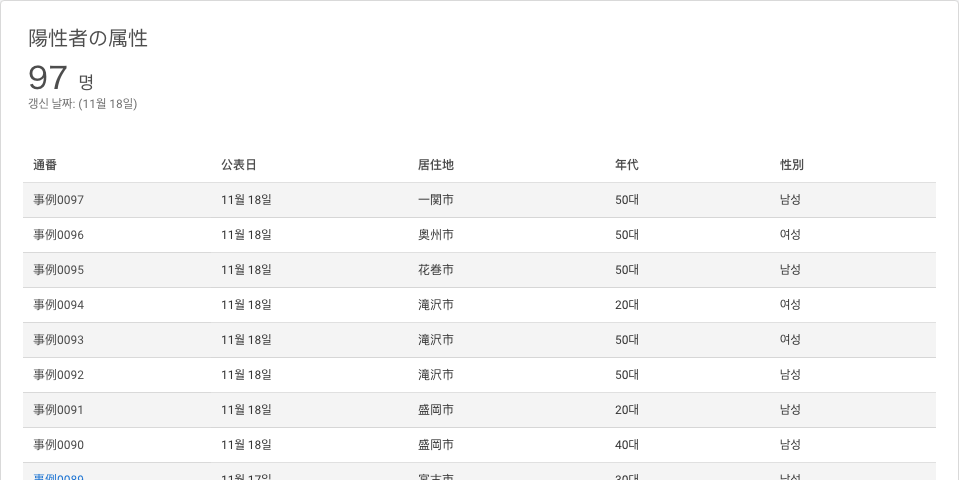 陽性者の属性
97 명
갱신 날짜: (11월 18일)
通番 公表日 居住地 年代 性別
事例0097 11월 18일 一関市 50대 남성
事例0096 11월 18일 奥州市 50대 여성
事例0095 11월 18일 花巻市 50대 남성
事例0094 11월 18일 滝沢市 20대 여성
事例0093 11월 18일 滝沢市 50대 여성
事例0092 11월 18일 滝沢市 50대 남성
事例0091 11월 18일 盛岡市 20대 남성
事例0090 11월 18일 盛岡市 40대 남성
事例0089 11월 17일 宮古市 30대 남성